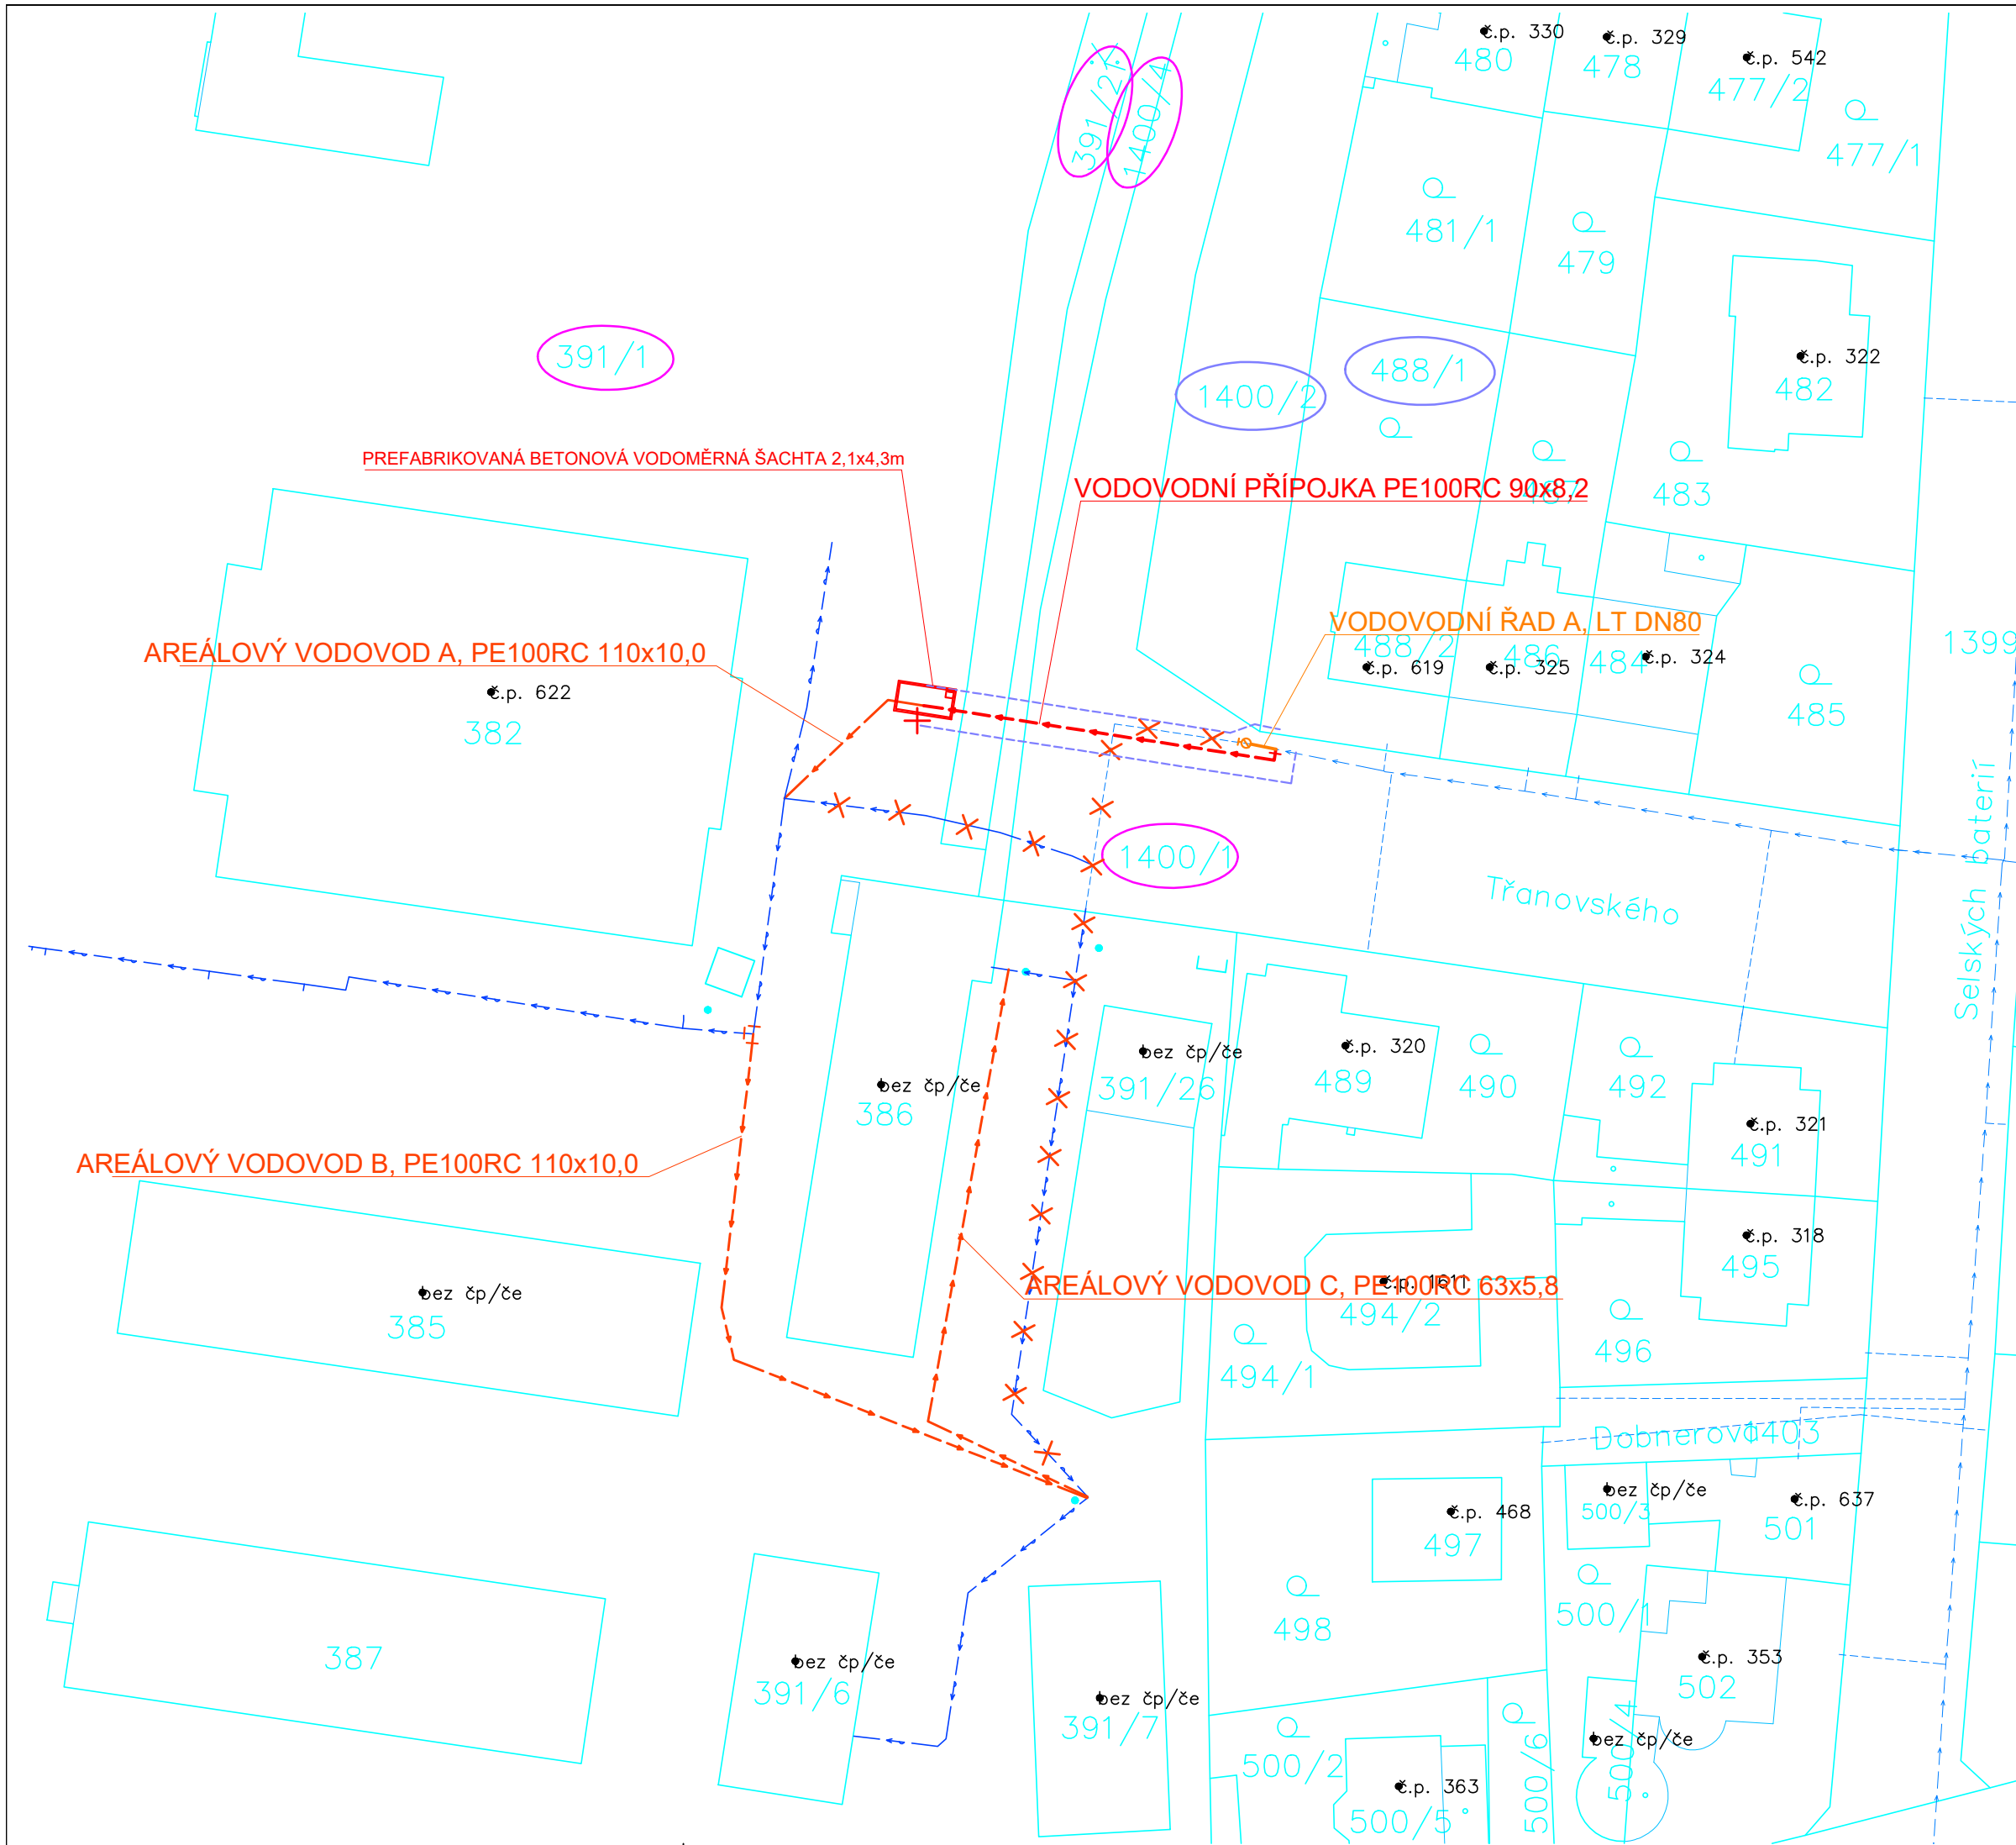 č.p. 330
480
č.p. 329
478
č.p. 542
477/2
477/1
391/27
1400/4
481/1
479
č.p. 322
482
391/1
1400/2
488/1
487
483
PREFABRIKOVANÁ BETONOVÁ VODOMĚRNÁ ŠACHTA 2,1x4,3m
VODOVODNÍ PŘÍPOJKA PE100RC 90x8,2
VODOVODNÍ ŘAD A, LT DN80
AREÁLOVÝ VODOVOD A, PE100RC 110x10,0
488/2
č.p. 619
486
č.p. 325
484
č.p. 324
1399
485
č.p. 622
382
1400/1
Třanovského
Selských baterií
bez čp/če
386
bez čp/če
391/26
č.p. 320
489
490
492
č.p. 321
491
AREÁLOVÝ VODOVOD B, PE100RC 110x10,0
č.p. 318
495
AREÁLOVÝ VODOVOD C, PE100RC 63x5,8
č.p. 1611
494/2
bez čp/če
385
494/1
496
Dobnerova
1403
č.p. 468
497
bez čp/če
500/3
č.p. 637
501
498
500/1
387
bez čp/če
391/6
bez čp/če
391/7
č.p. 353
502
500/2
500/6
500/4
bez čp/če
č.p. 363
500/5